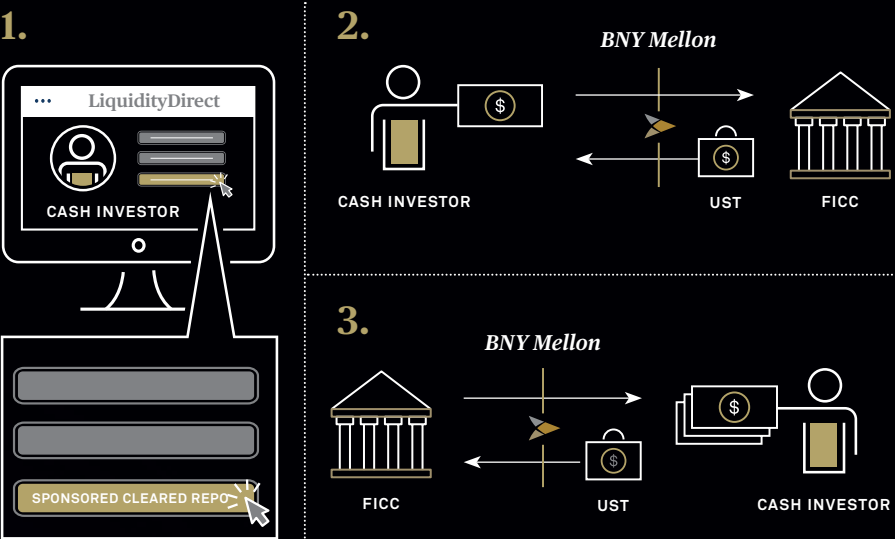 1.
LiquidityDirect
CASH INVESTOR
SPONSORED CLEARED REPO
2.
BNY Mellon
$
$
CASH INVESTOR
UST
FICC
3.
BNY Mellon
$
$
FICC
UST
CASH INVESTOR